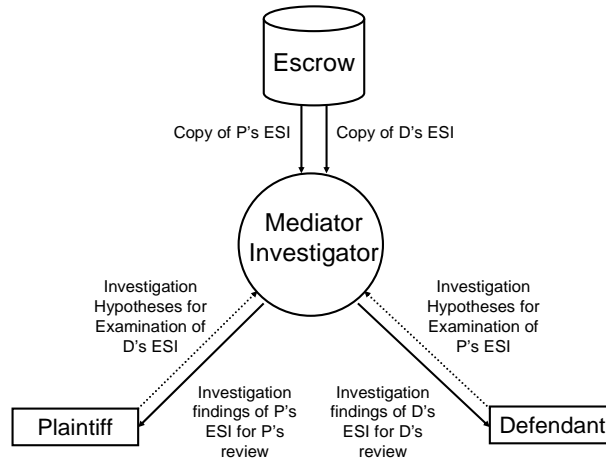 Escrow
Copy of P's ESI
Copy of D's ESI
Mediator
Investigator
Investigation
Hypotheses for
Examination of
D's ESI
Investigation
Hypotheses for
Examination of
P's ESI
Investigation
findings of P's
ESI for P's
review
Investigation
findings of D's
ESI for D's
review
Plaintiff
Defendant